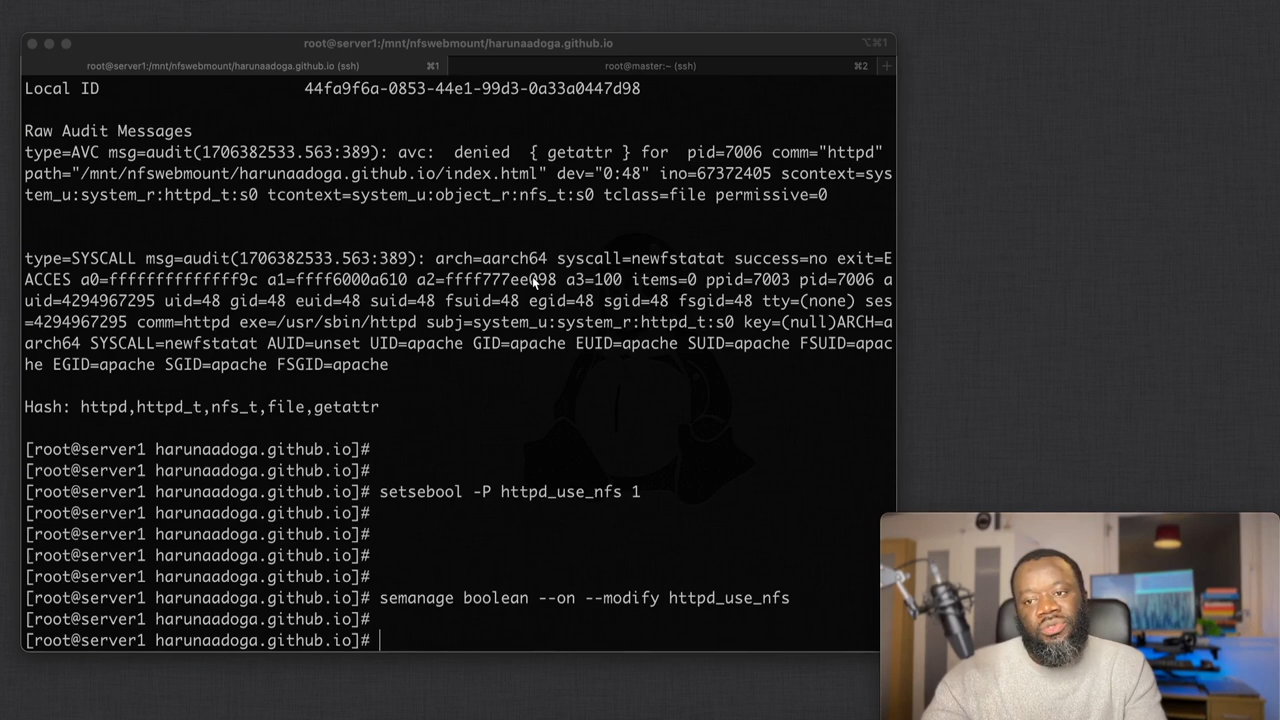 root@server1:/mnt/nfswebmount/harunaadoga.github.io
⌥⌘1
root@server1:/mnt/nfswebmount/harunaadoga.github.io (ssh) ⌘1 root@master:~ (ssh) ⌘2 +
Local ID 44fa9f6a-0853-44e1-99d3-0a33a0447d98
Raw Audit Messages
type=AVC msg=audit(1706382533.563:389): avc:  denied  { getattr } for  pid=7006 comm="httpd"
path="/mnt/nfswebmount/harunaadoga.github.io/index.html" dev="0:48" ino=67372405 scontext=sys
tem_u:system_r:httpd_t:s0 tcontext=system_u:object_r:nfs_t:s0 tclass=file permissive=0
type=SYSCALL msg=audit(1706382533.563:389): arch=aarch64 syscall=newfstatat success=no exit=E
ACCES a0=ffffffffffffff9c a1=ffff6000a610 a2=ffff777ee098 a3=100 items=0 ppid=7003 pid=7006 a
uid=4294967295 uid=48 gid=48 euid=48 suid=48 fsuid=48 egid=48 sgid=48 fsgid=48 tty=(none) ses
=4294967295 comm=httpd exe=/usr/sbin/httpd subj=system_u:system_r:httpd_t:s0 key=(null)ARCH=a
arch64 SYSCALL=newfstatat AUID=unset UID=apache GID=apache EUID=apache SUID=apache FSUID=apac
he EGID=apache SGID=apache FSGID=apache
Hash: httpd,httpd_t,nfs_t,file,getattr
[root@server1 harunaadoga.github.io]#
[root@server1 harunaadoga.github.io]#
[root@server1 harunaadoga.github.io]# setsebool -P httpd_use_nfs 1
[root@server1 harunaadoga.github.io]#
[root@server1 harunaadoga.github.io]#
[root@server1 harunaadoga.github.io]#
[root@server1 harunaadoga.github.io]#
[root@server1 harunaadoga.github.io]# semanage boolean --on --modify httpd_use_nfs
[root@server1 harunaadoga.github.io]#
[root@server1 harunaadoga.github.io]#